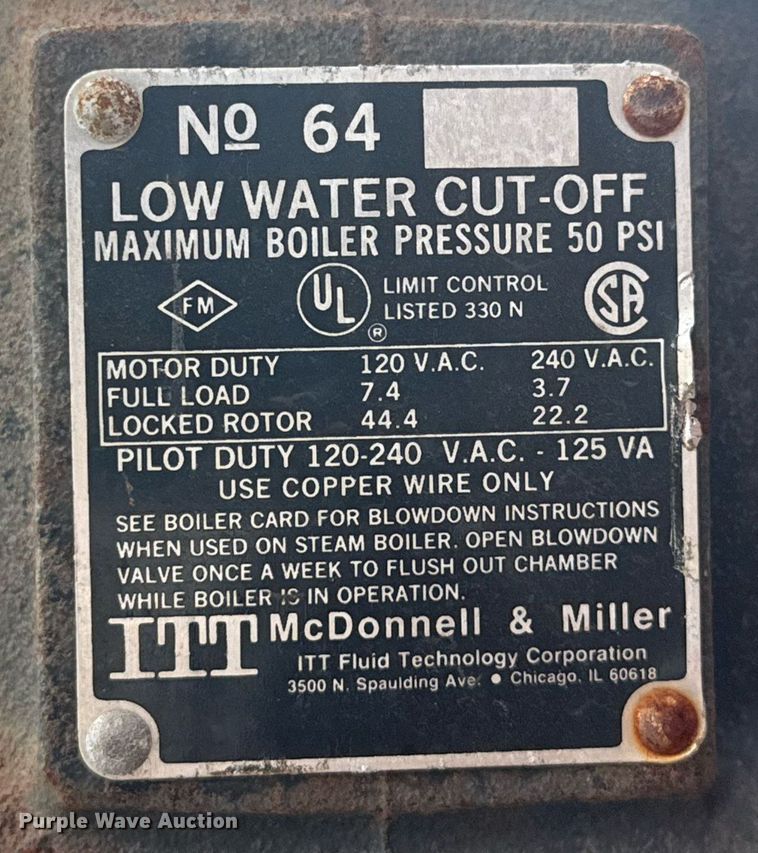 No 64
LOW WATER CUT-OFF
MAXIMUM BOILER PRESSURE 50 PSI
FM UL ® LIMIT CONTROL SA
LISTED 330 N
MOTOR DUTY 120 V.A.C. 240 V.A.C.
FULL LOAD 7.4 3.7
LOCKED ROTOR 44.4 22.2
PILOT DUTY 120-240 V.A.C. - 125 VA
USE COPPER WIRE ONLY
SEE BOILER CARD FOR BLOWDOWN INSTRUCTIONS
WHEN USED ON STEAM BOILER. OPEN BLOWDOWN
VALVE ONCE A WEEK TO FLUSH OUT CHAMBER
WHILE BOILER IS IN OPERATION.
ITT McDonnell & Miller
ITT Fluid Technology Corporation
3500 N. Spaulding Ave. • Chicago, IL 60618
Purple Wave Auction